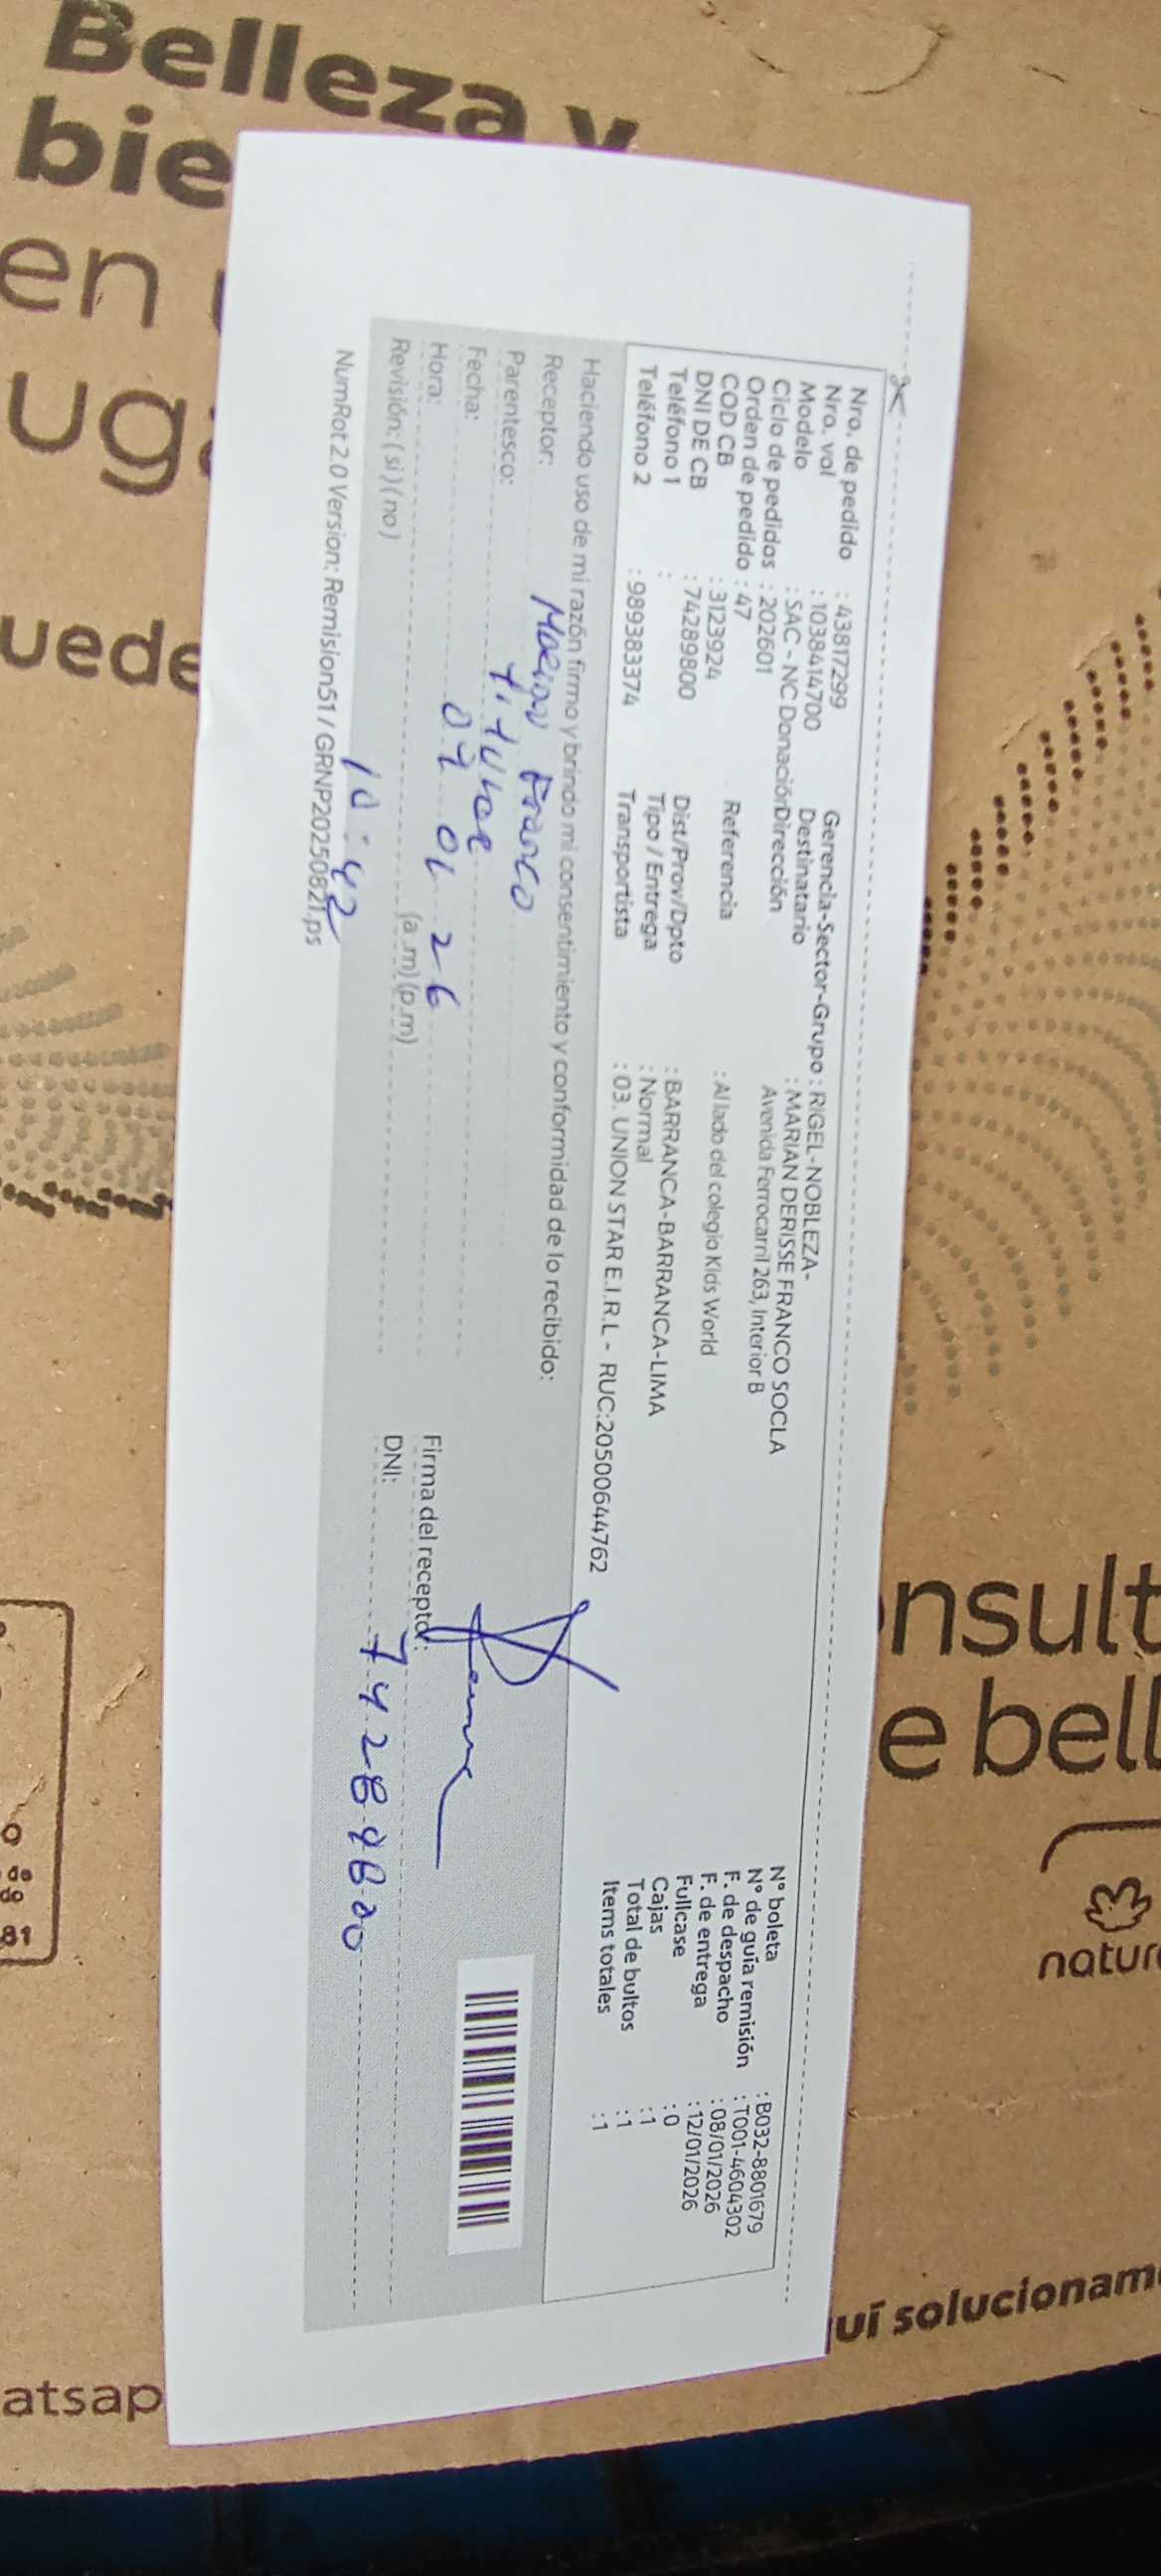 Belleza y
bie
en
ug
uede
Nro. de pedido : 43817299
Nro. vol : 1038414700
Modelo : SAC - NC Donación
Ciclo de pedidos : 202601
Orden de pedido : 47
COD CB : 3123924
DNI DE CB : 74289800
Teléfono 1 :
Teléfono 2 : 989383374
Gerencia-Sector-Grupo : RIGEL-NOBLEZA-
Destinatario : MARIAN DERISSE FRANCO SOCLA
Dirección Avenida Ferrocarril 263, Interior B
Referencia : Al lado del colegio Kids World
Dist/Prov/Dpto : BARRANCA-BARRANCA-LIMA
Tipo / Entrega : Normal
Transportista : 03. UNION STAR E.I.R.L - RUC:20500644762
N° boleta : B032-8801679
N° de guía remisión : T001-4604302
F. de despacho : 08/01/2026
F. de entrega : 12/01/2026
Fullcase : 0
Cajas : 1
Total de bultos : 1
Items totales : 1
Haciendo uso de mi razón firmo y brindo mi consentimiento y conformidad de lo recibido:
Receptor: Marian Franco
Parentesco: titular
Fecha: 09 01 26
Hora: 10:42 (a.m) (p.m)
Revisión: (si) (no)
Firma del receptor:
DNI: 74289800
NumRot 2.0 Version: Remision51 / GRNP20250821.ps
nsult
e bell
natur
uí solucionam
atsap
81